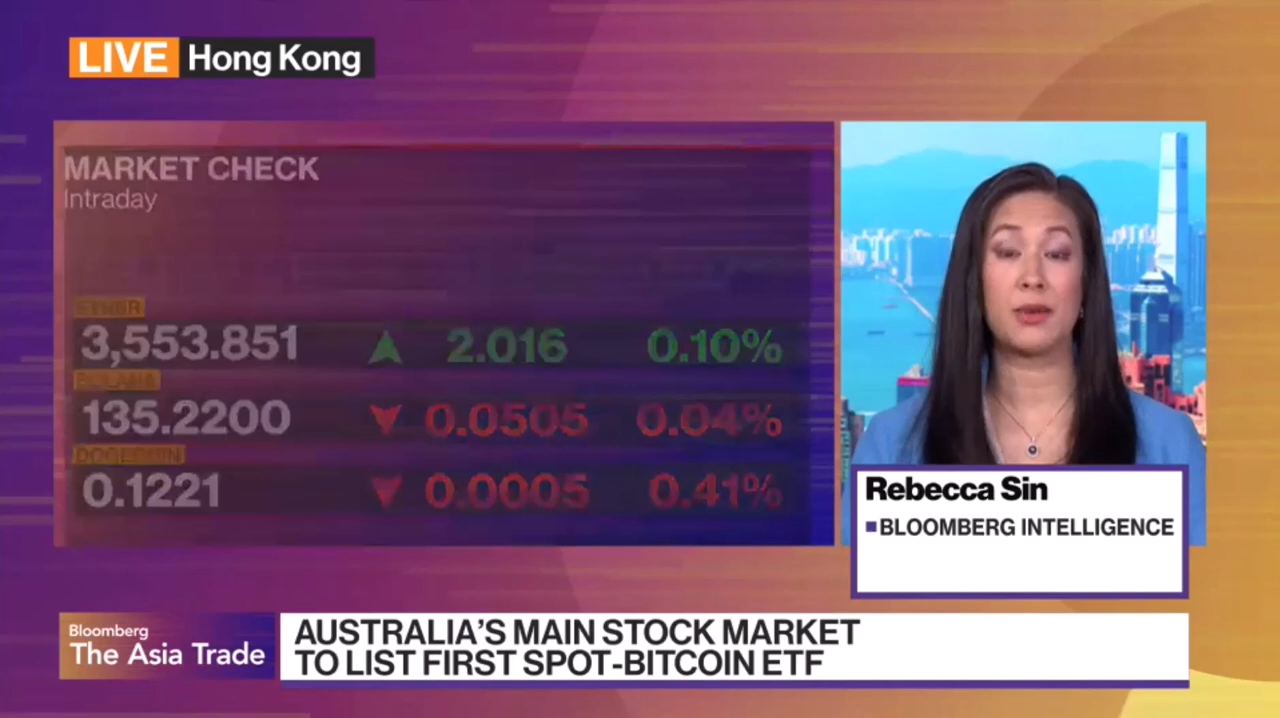 LIVE Hong Kong
MARKET CHECK
Intraday
ETHER
3,553.851 ▲ 2.016 0.10%
SOLANA
135.2200 ▼ 0.0505 0.04%
DOGECOIN
0.1221 ▼ 0.0005 0.41%
Rebecca Sin
BLOOMBERG INTELLIGENCE
Bloomberg
The Asia Trade
AUSTRALIA'S MAIN STOCK MARKET
TO LIST FIRST SPOT-BITCOIN ETF